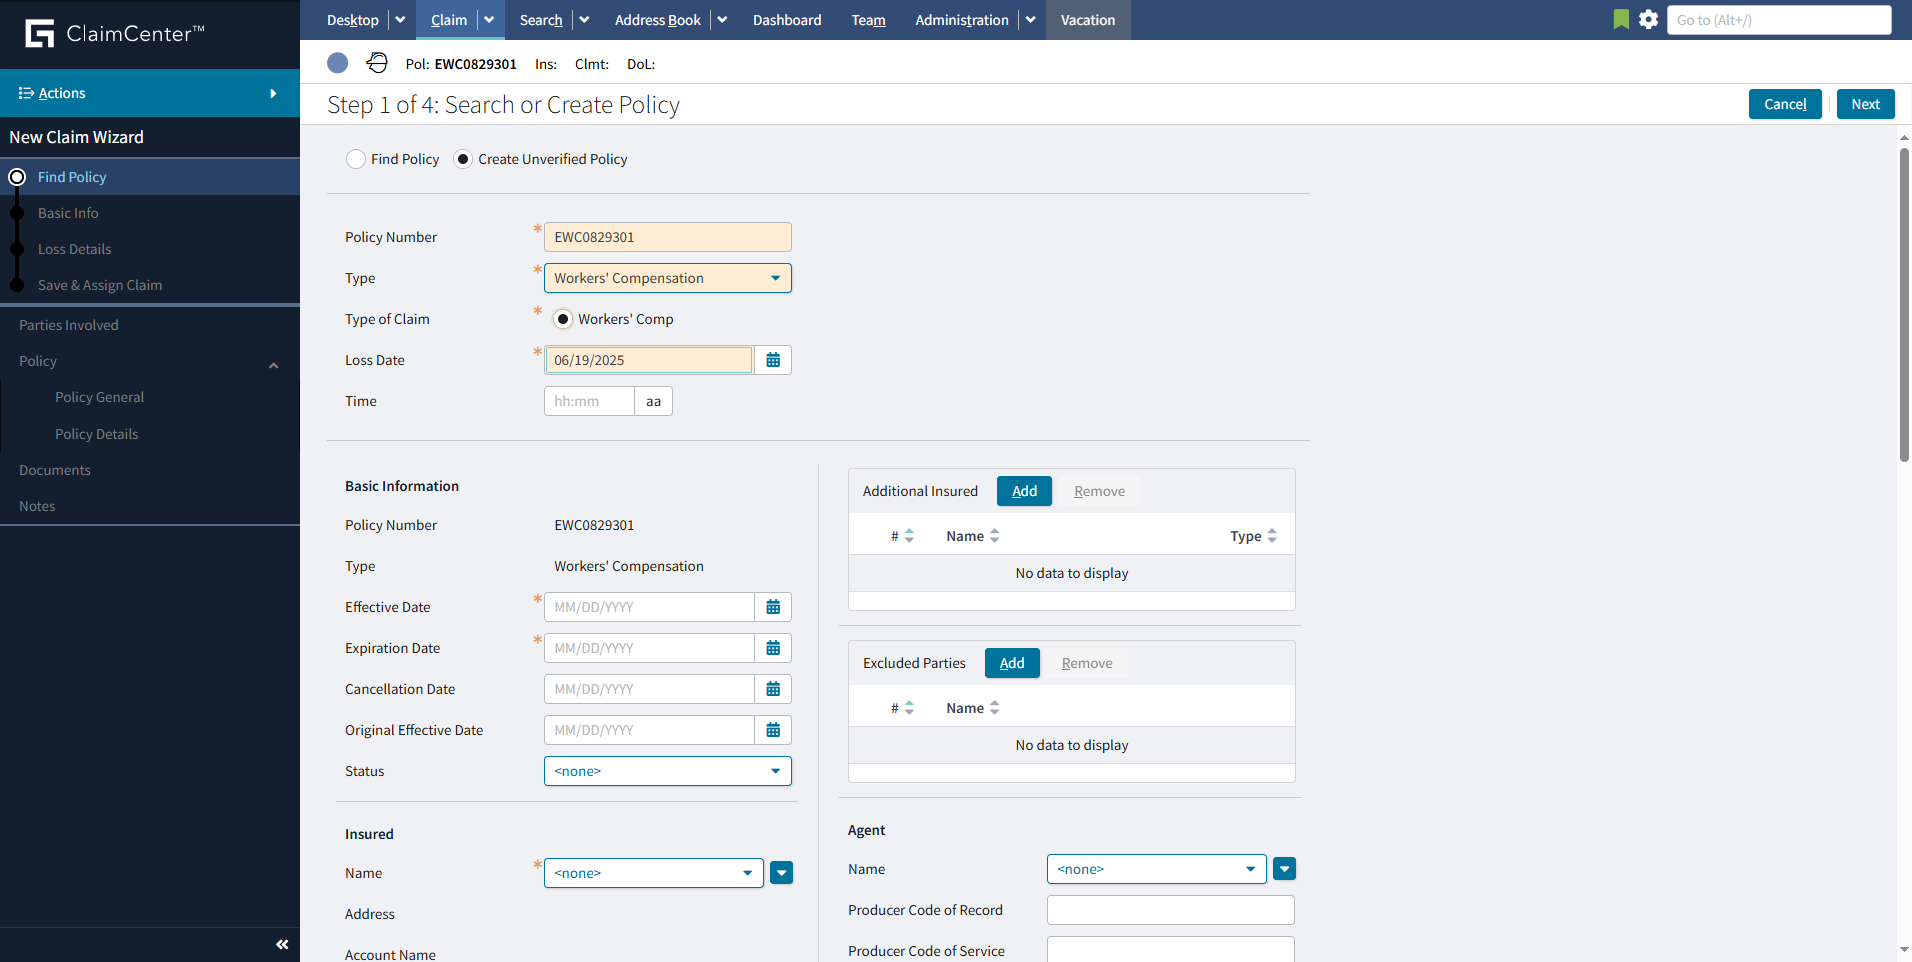 ClaimCenter™
Desktop
Claim
Search
Address Book
Dashboard
Team
Administration
Vacation
Go to (Alt+/)
Actions
New Claim Wizard
Find Policy
Basic Info
Loss Details
Save & Assign Claim
Parties Involved
Policy
Policy General
Policy Details
Documents
Notes
Pol: EWC0829301 Ins: Clmt: DoL:
Step 1 of 4: Search or Create Policy
Cancel
Next
Find Policy
Create Unverified Policy
Policy Number * EWC0829301
Type * Workers' Compensation
Type of Claim * Workers' Comp
Loss Date * 06/19/2025
Time hh:mm aa
Basic Information
Policy Number EWC0829301
Type Workers' Compensation
Effective Date * MM/DD/YYYY
Expiration Date * MM/DD/YYYY
Cancellation Date MM/DD/YYYY
Original Effective Date MM/DD/YYYY
Status <none>
Insured
Name * <none>
Address
Account Name
Additional Insured Add Remove
# Name Type
No data to display
Excluded Parties Add Remove
# Name
No data to display
Agent
Name <none>
Producer Code of Record
Producer Code of Service